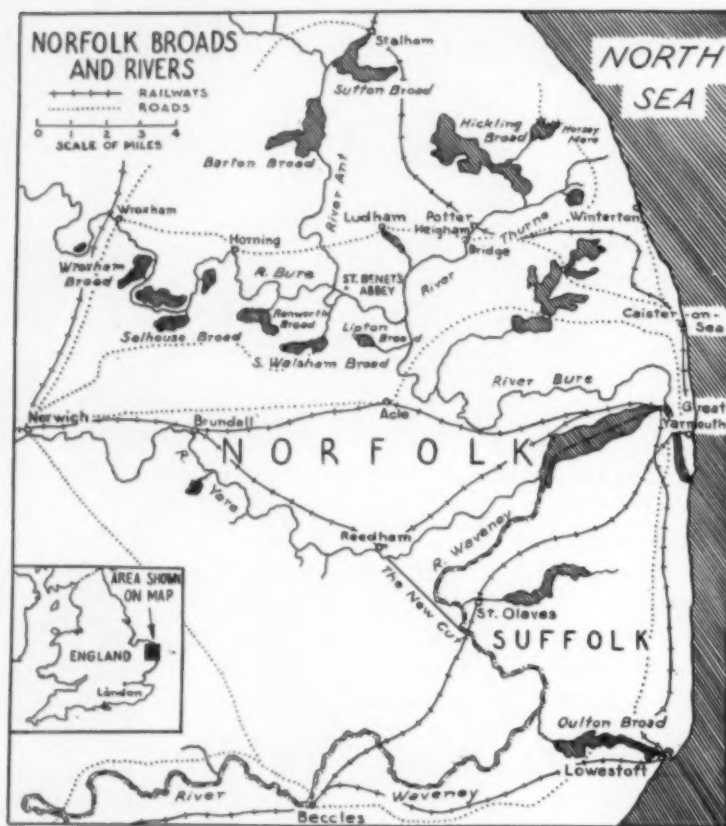 NORFOLK BROADS
AND RIVERS
RAILWAYS
ROADS
0 1 2 3 4
SCALE OF MILES
NORTH
SEA
Stalham
Sutton Broad
Hickling
Broad
Horsey
Mere
Barton Broad
River Ant
Wroxham
Horning
Ludham
Potter
Heigham
Bridge
River Thurne
Winterton
Wroxham
Broad
R. Bure
ST. BENETS
ABBEY
Salhouse Broad
Ranworth
Broad
S. Walsham Broad
Lipton
Broad
Caister-on-
Sea
River Bure
Norwich
Brundall
Acle
Great
Yarmouth
NORFOLK
R. Yare
Reedham
R. Waveney
The New Cut
St. Olaves
SUFFOLK
AREA SHOWN
ON MAP
ENGLAND
London
Oulton Broad
Lowestoft
River Waveney
Beccles